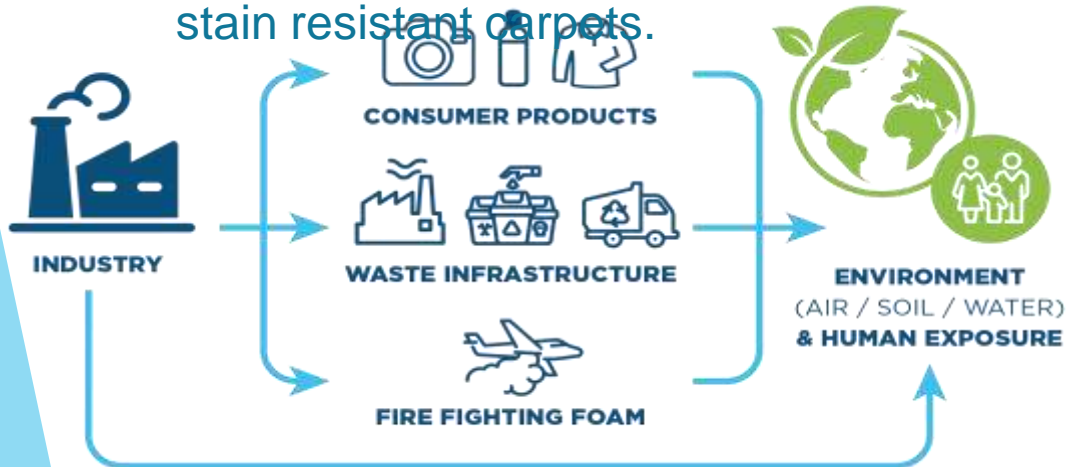 stain resistant carpets.
CONSUMER PRODUCTS
INDUSTRY
WASTE INFRASTRUCTURE
ENVIRONMENT
(AIR / SOIL / WATER)
& HUMAN EXPOSURE
FIRE FIGHTING FOAM